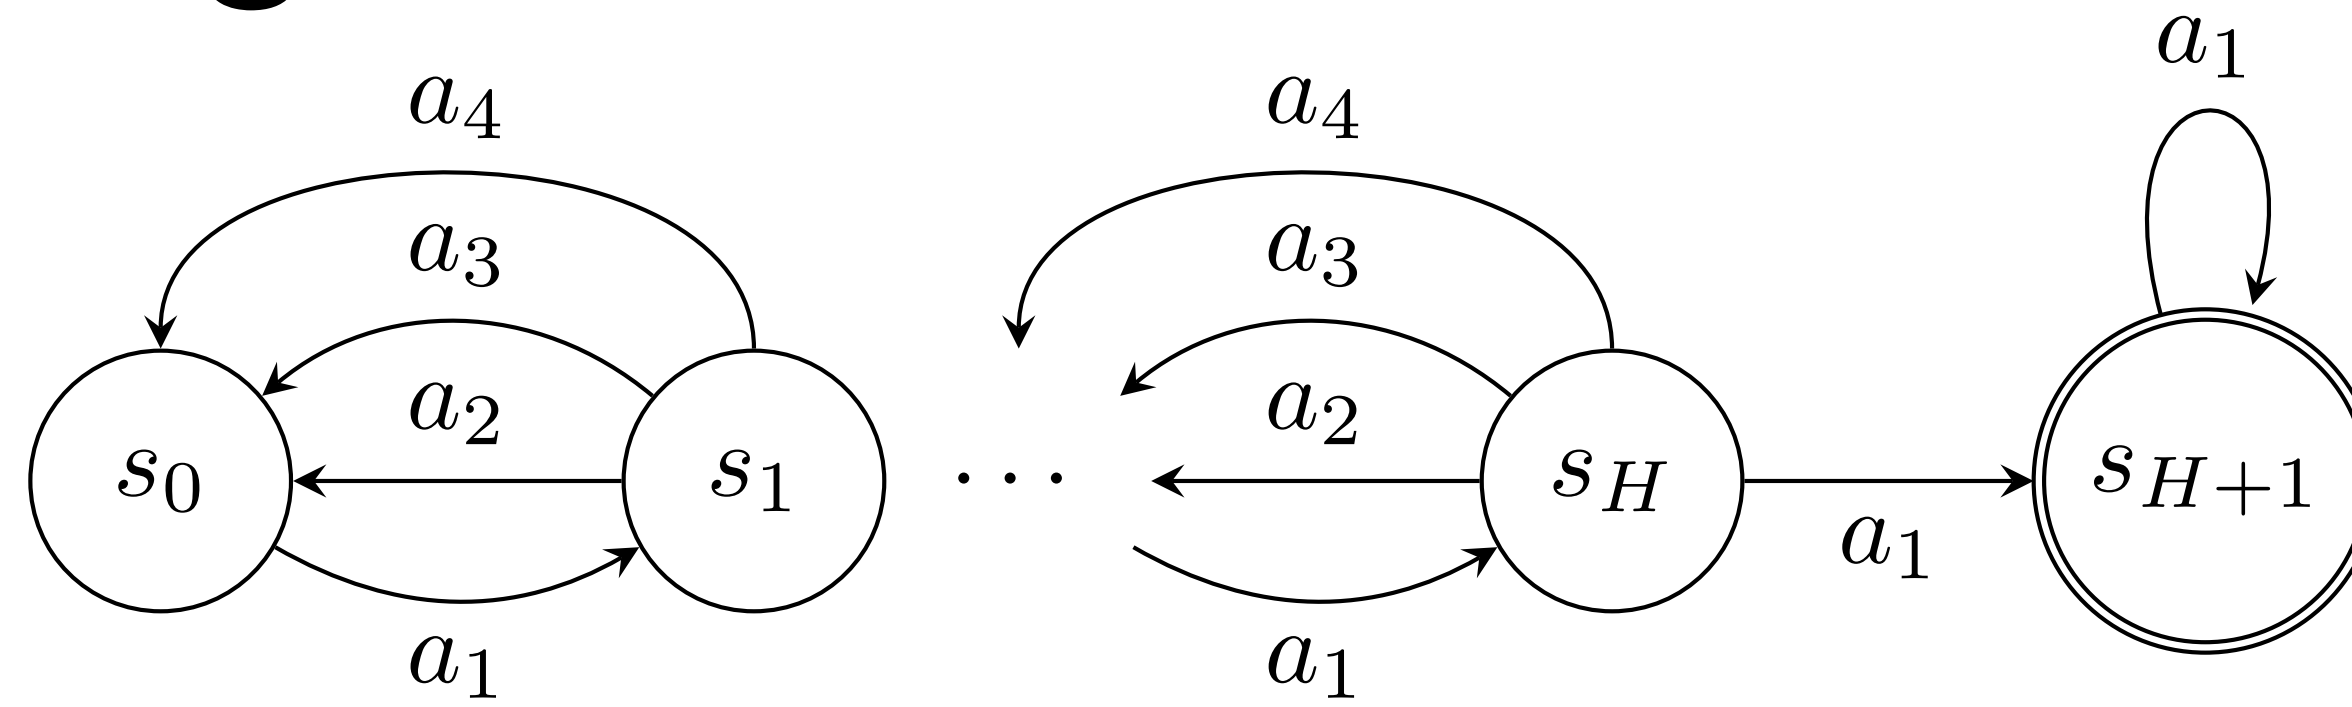 a_1
a_4 a_4
a_3 a_3
a_2 a_2
s_0 s_1 ... s_H s_{H+1}
a_1
a_1 a_1